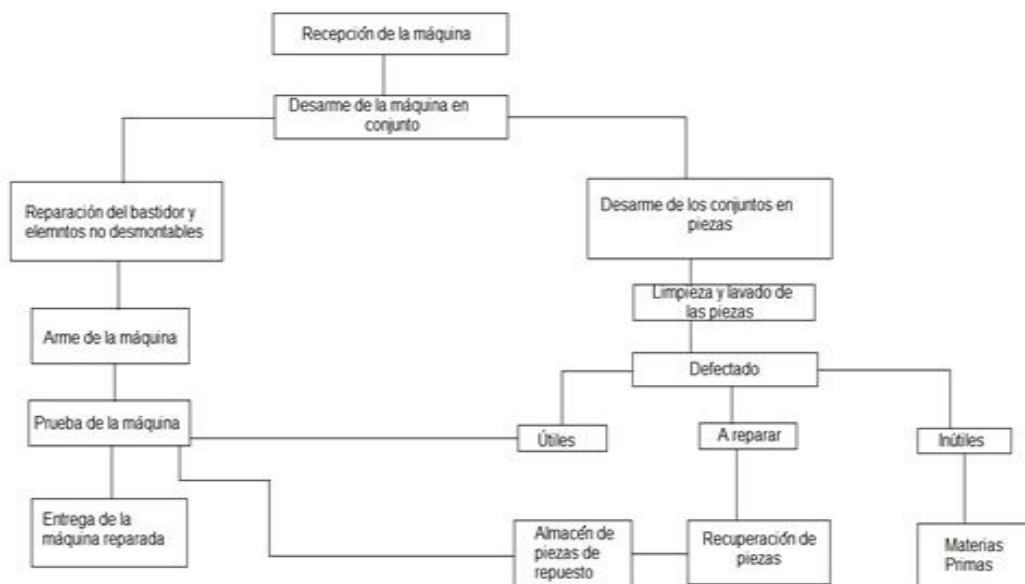 Recepción de la máquina
Desarme de la máquina en
conjunto
Reparación del bastidor y
elemntos no desmontables
Desarme de los conjuntos en
piezas
Limpieza y lavado de
las piezas
Arme de la máquina
Defectado
Prueba de la máquina
Útiles
A reparar
Inútiles
Entrega de la
máquina reparada
Almacén de
piezas de
repuesto
Recuperación de
piezas
Materias
Primas